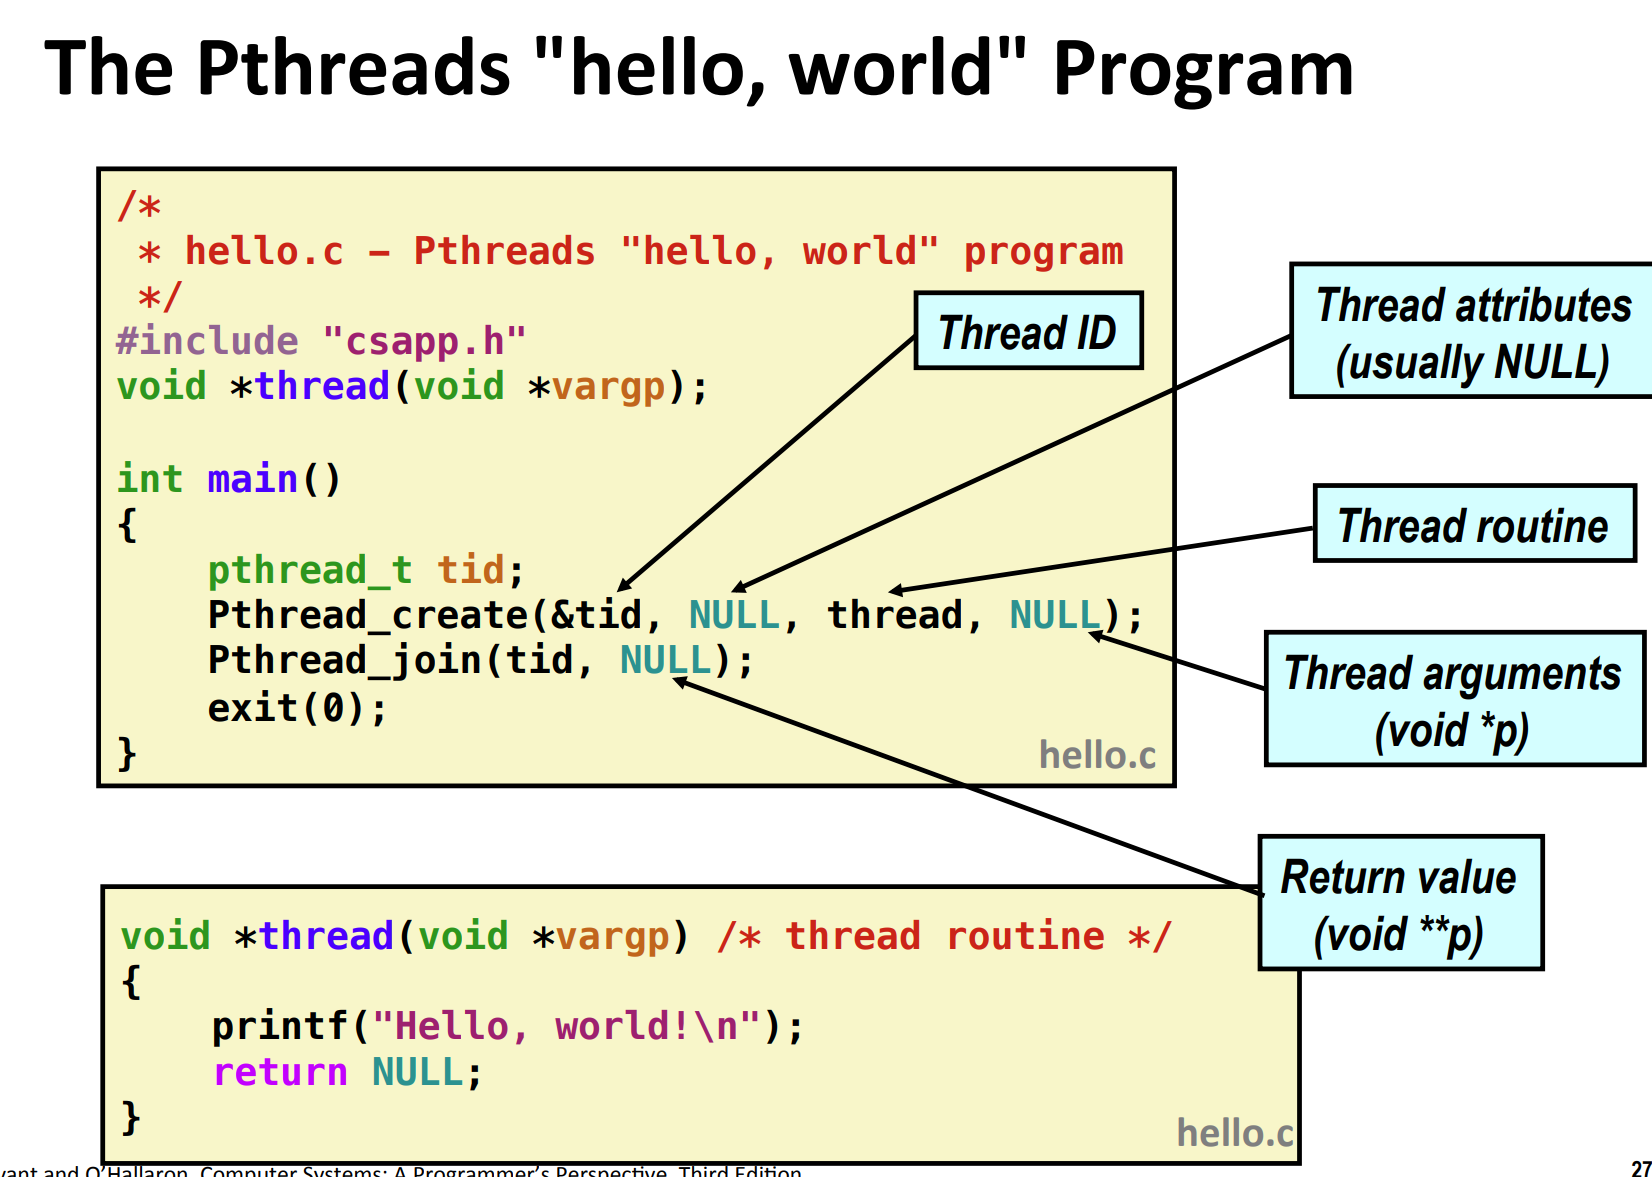 The Pthreads "hello, world" Program
/*
 * hello.c – Pthreads "hello, world" program
 */
#include "csapp.h"
void *thread(void *vargp);
int main()
{
    pthread_t tid;
    Pthread_create(&tid, NULL, thread, NULL);
    Pthread_join(tid, NULL);
    exit(0);
}
hello.c
Thread ID
Thread attributes
(usually NULL)
Thread routine
Thread arguments
(void *p)
Return value
(void **p)
void *thread(void *vargp) /* thread routine */
{
    printf("Hello, world!\n");
    return NULL;
}
hello.c
and O'Hallaron, Computer Systems: A Programmer's Perspective, Third Edition
27